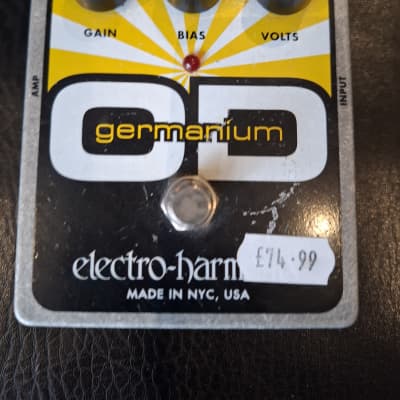 GAIN BIAS VOLTS
AMP
INPUT
OD
germanium
electro-harm
£74.99
MADE IN NYC, USA